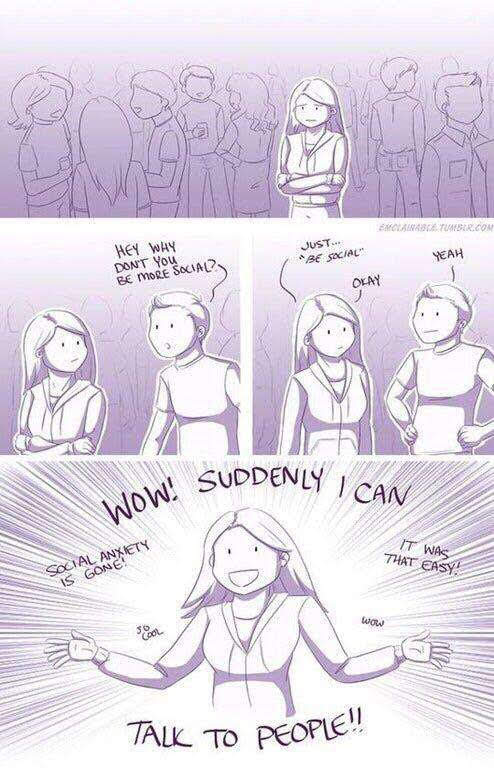 EMCLAINABLE.TUMBLR.COM
HEY WHY
DON'T YOU
BE MORE SOCIAL?
JUST...
"BE SOCIAL"
OKAY
YEAH
WOW! SUDDENLY I CAN
SOCIAL ANXIETY
IS GONE!
IT WAS
THAT EASY!
SO
COOL
WOW
TALK TO PEOPLE!!